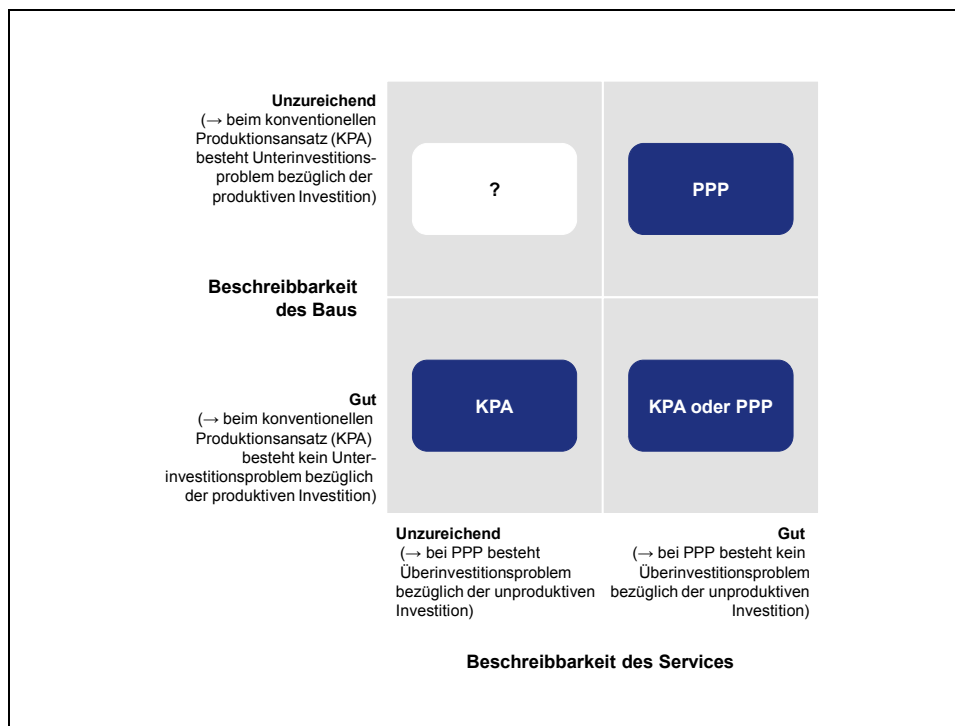 Unzureichend
(→ beim konventionellen
Produktionsansatz (KPA)
besteht Unterinvestitions-
problem bezüglich der
produktiven Investition)
?
PPP
Beschreibbarkeit
des Baus
Gut
(→ beim konventionellen
Produktionsansatz (KPA)
besteht kein Unter-
investitionsproblem bezüglich
der produktiven Investition)
KPA
KPA oder PPP
Unzureichend
(→ bei PPP besteht
Überinvestitionsproblem
bezüglich der unproduktiven
Investition)
Gut
(→ bei PPP besteht kein
Überinvestitionsproblem
bezüglich der unproduktiven
Investition)
Beschreibbarkeit des Services